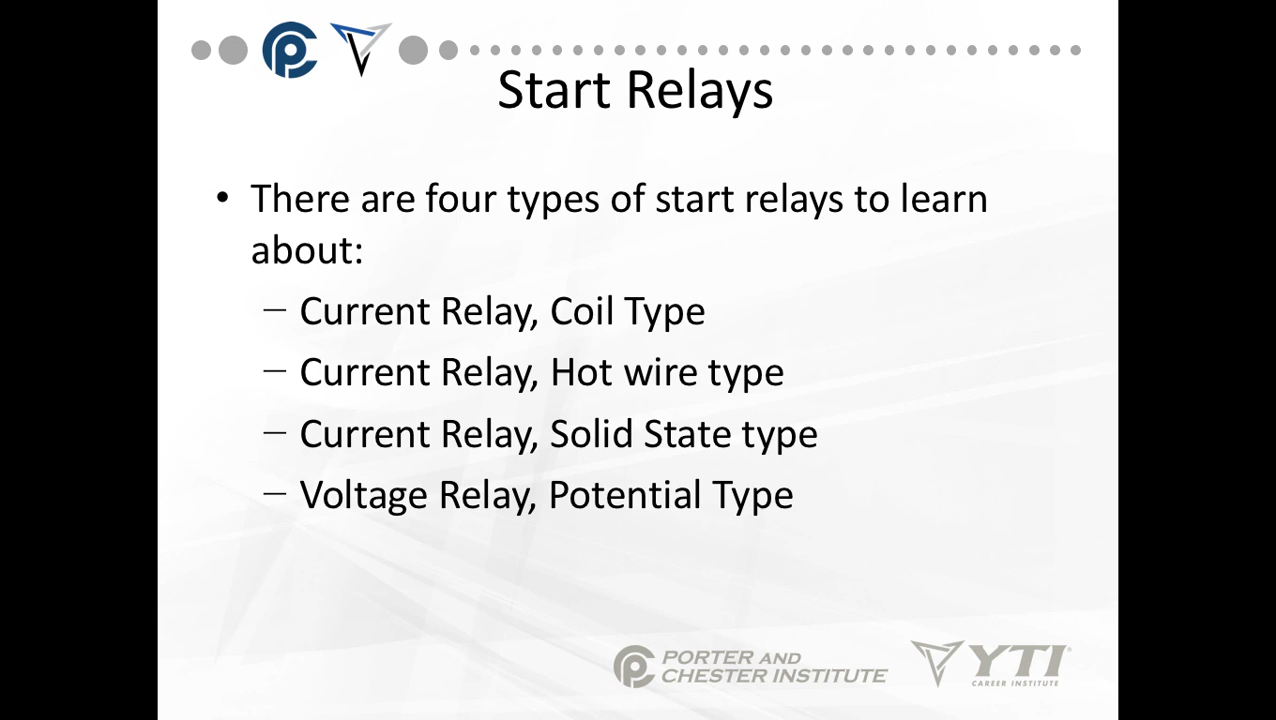 Start Relays
• There are four types of start relays to learn
about:
– Current Relay, Coil Type
– Current Relay, Hot wire type
– Current Relay, Solid State type
– Voltage Relay, Potential Type
PORTER AND
CHESTER INSTITUTE
YTI
CAREER INSTITUTE